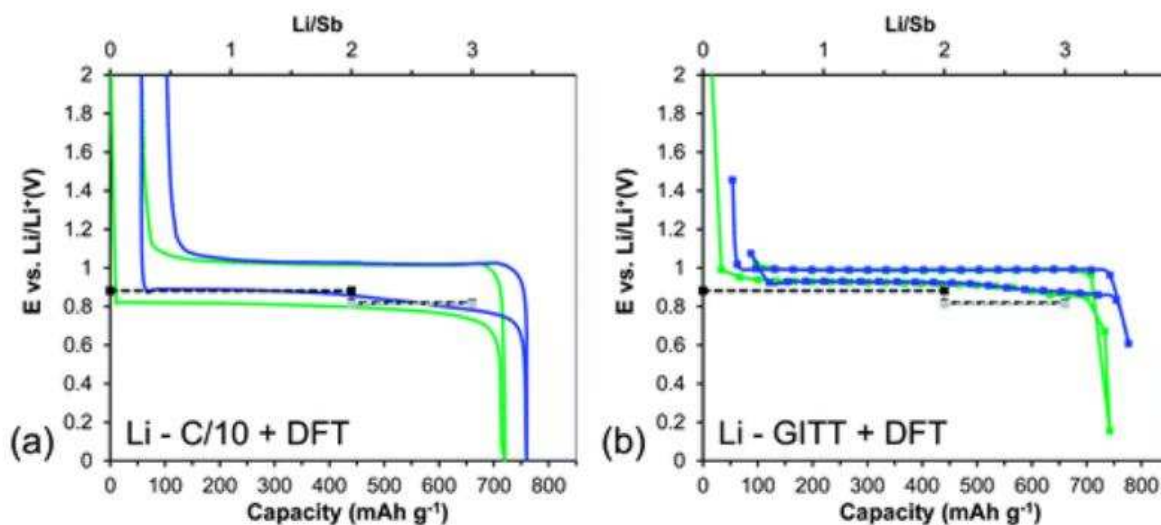 Li/Sb
0 1 2 3
2
1.8
1.6
1.4
1.2
1
0.8
0.6
0.4
0.2
0
E vs. Li/Li⁺(V)
(a)
Li - C/10 + DFT
0 100 200 300 400 500 600 700 800
Capacity (mAh g⁻¹)
Li/Sb
0 1 2 3
2
1.8
1.6
1.4
1.2
1
0.8
0.6
0.4
0.2
0
E vs. Li/Li⁺(V)
(b)
Li - GITT + DFT
0 100 200 300 400 500 600 700 800
Capacity (mAh g⁻¹)